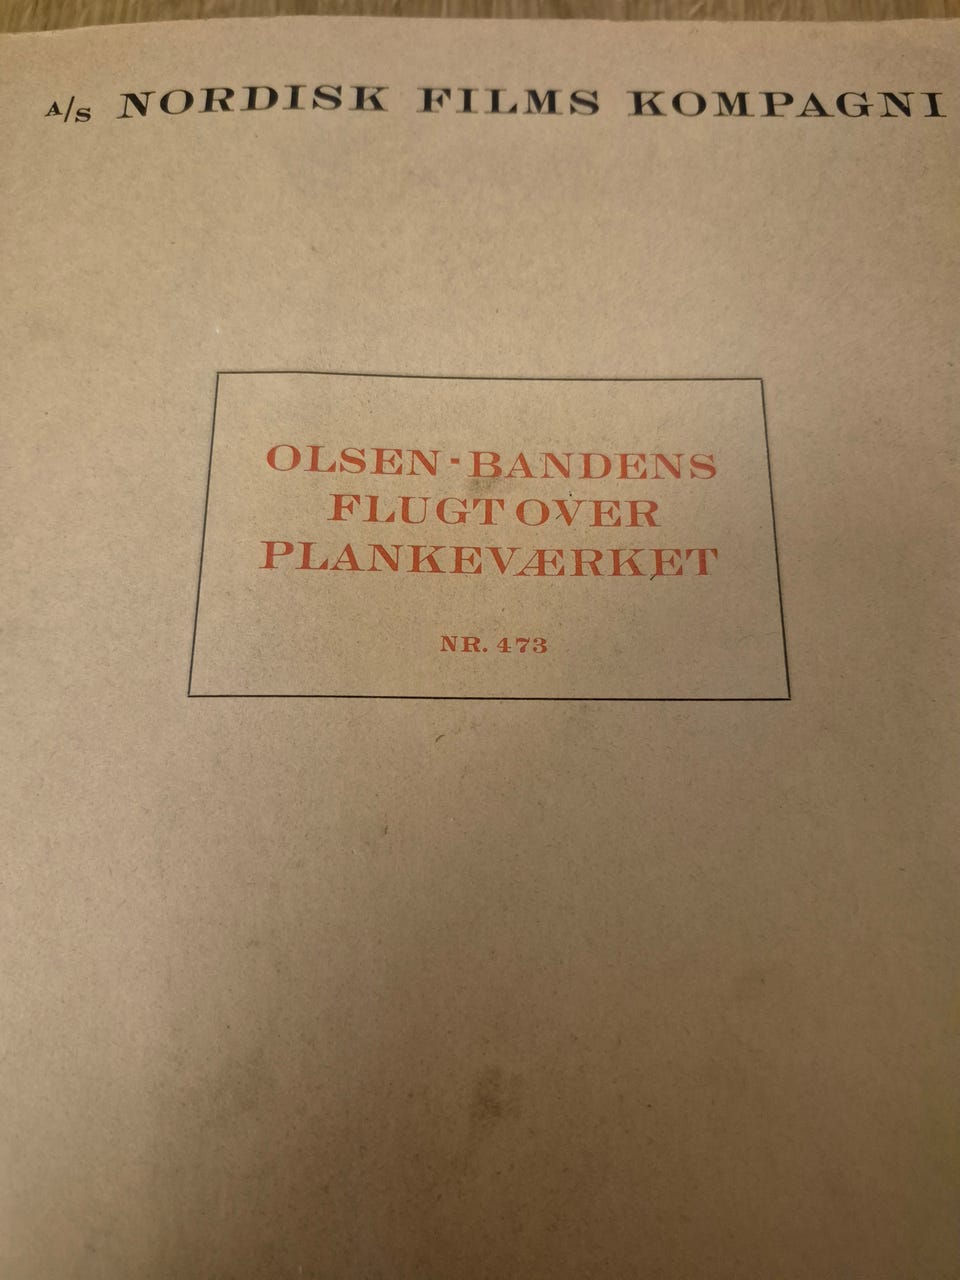 A/S NORDISK FILMS KOMPAGNI
OLSEN-BANDENS
FLUGT OVER
PLANKEVÆRKET
NR. 473